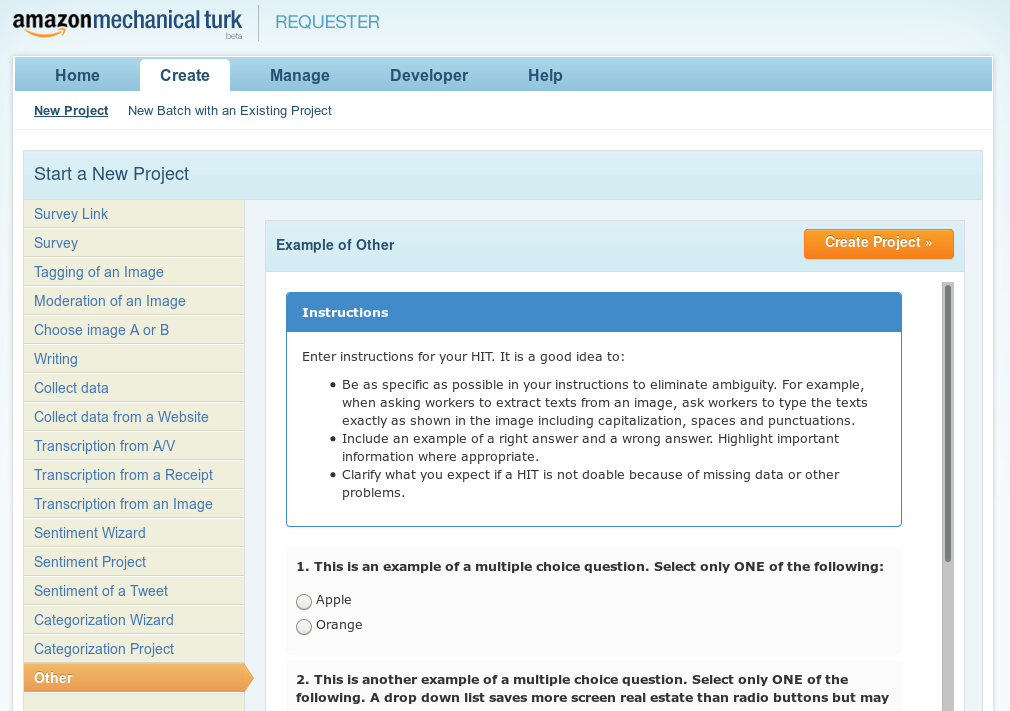 amazonmechanical turk
beta
REQUESTER
Home Create Manage Developer Help
New Project New Batch with an Existing Project
Start a New Project
Survey Link
Survey
Tagging of an Image
Moderation of an Image
Choose image A or B
Writing
Collect data
Collect data from a Website
Transcription from A/V
Transcription from a Receipt
Transcription from an Image
Sentiment Wizard
Sentiment Project
Sentiment of a Tweet
Categorization Wizard
Categorization Project
Other
Example of Other
Create Project »
Instructions
Enter instructions for your HIT. It is a good idea to:
• Be as specific as possible in your instructions to eliminate ambiguity. For example,
when asking workers to extract texts from an image, ask workers to type the texts
exactly as shown in the image including capitalization, spaces and punctuations.
• Include an example of a right answer and a wrong answer. Highlight important
information where appropriate.
• Clarify what you expect if a HIT is not doable because of missing data or other
problems.
1. This is an example of a multiple choice question. Select only ONE of the following:
Apple
Orange
2. This is another example of a multiple choice question. Select only ONE of the
following. A drop down list saves more screen real estate than radio buttons but may